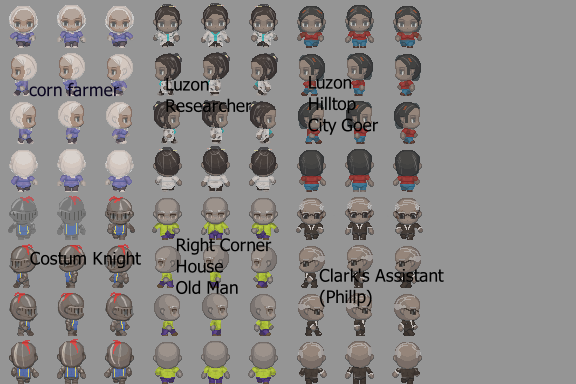 corn farmer
Luzon
Researcher
Luzon
Hilltop
City Goer
Costum Knight
Right Corner
House
Old Man
Clark's Assistant
(Phillp)